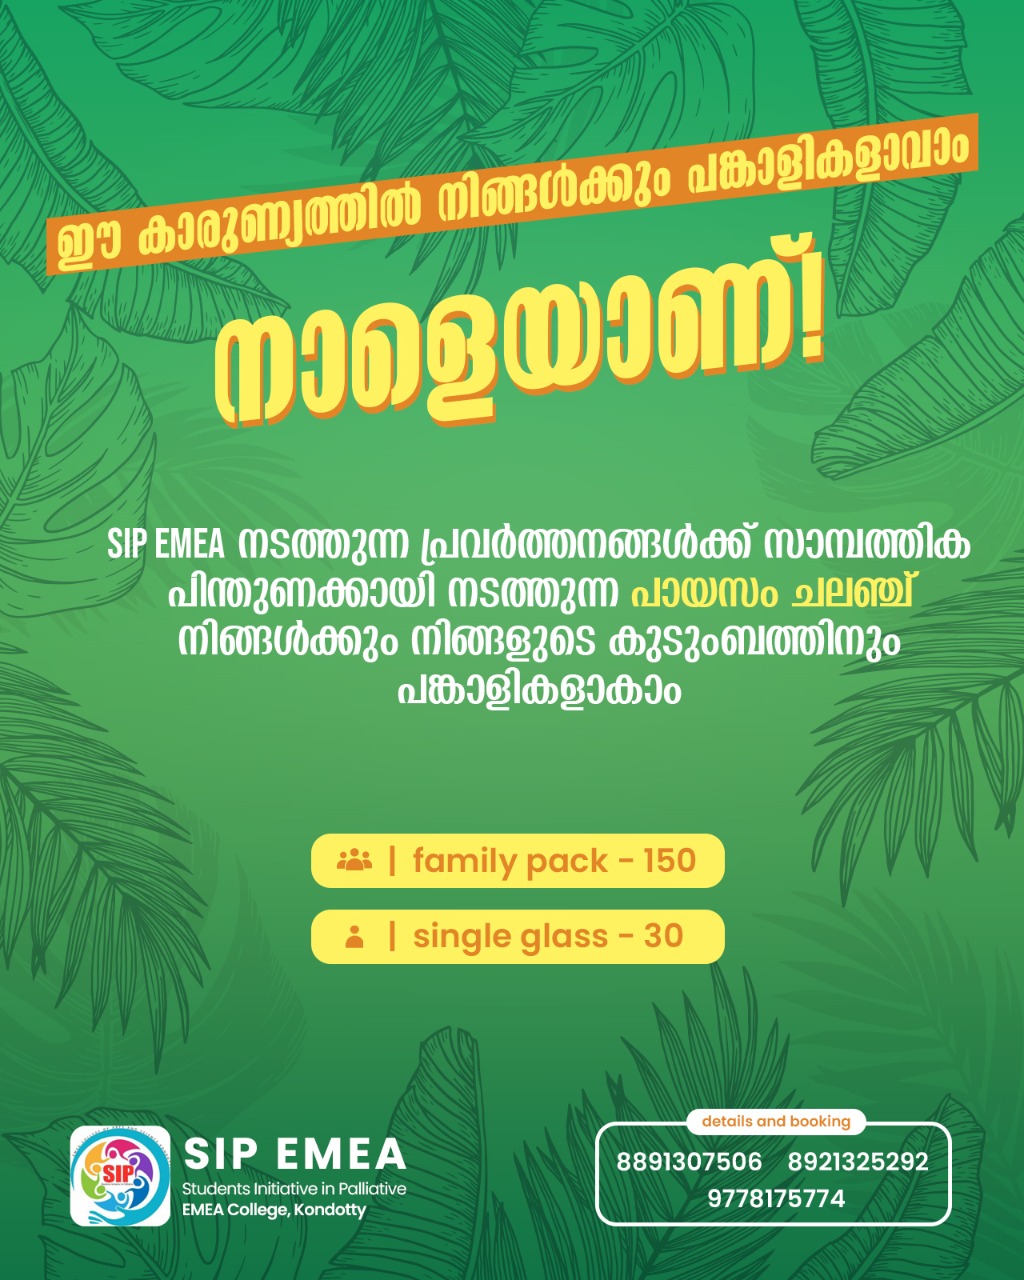 ഈ കാരുണ്യത്തിൽ നിങ്ങൾക്കും പങ്കാളികളാവാം
നാളെയാണ്!
SIP EMEA നടത്തുന്ന പ്രവർത്തനങ്ങൾക്ക് സാമ്പത്തിക
പിന്തുണക്കായി നടത്തുന്ന പായസം ചലഞ്ച്
നിങ്ങൾക്കും നിങ്ങളുടെ കുടുംബത്തിനും
പങ്കാളികളാകാം
| family pack - 150
| single glass - 30
SIP
SIP EMEA
Students Initiative in Palliative
EMEA College, Kondotty
details and booking
8891307506 8921325292
9778175774